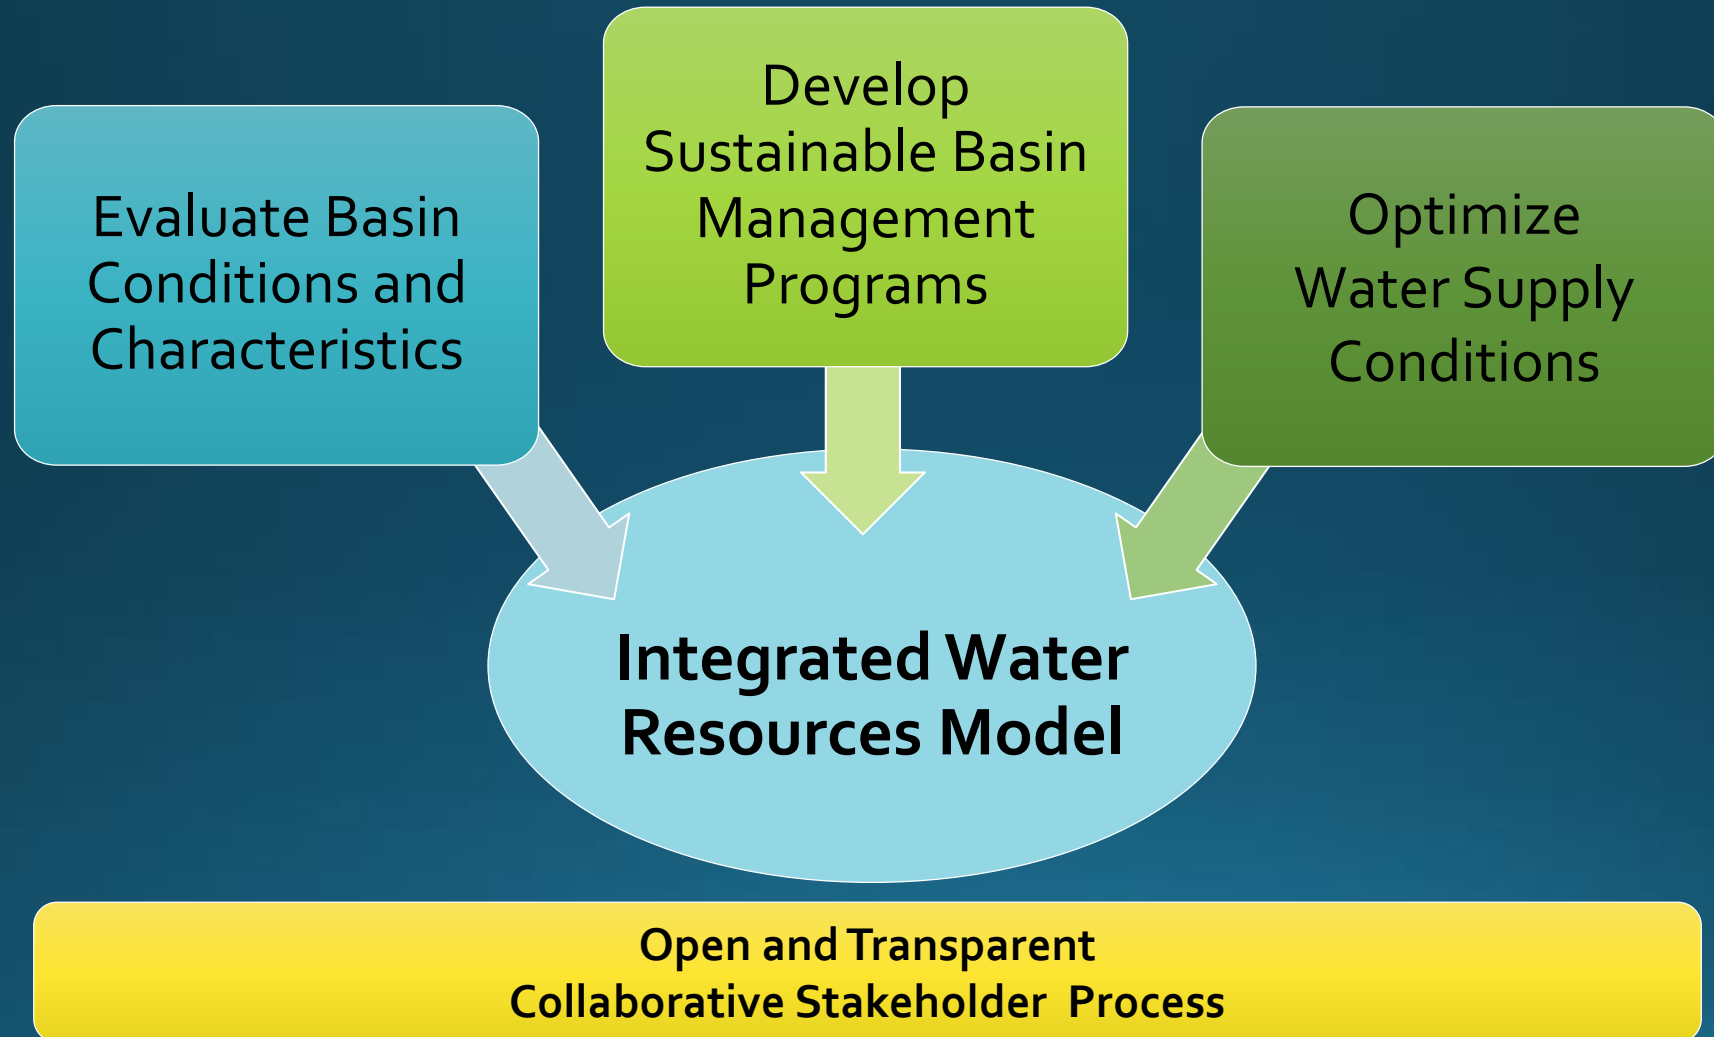 Evaluate Basin
Conditions and
Characteristics
Develop
Sustainable Basin
Management
Programs
Optimize
Water Supply
Conditions
Integrated Water
Resources Model
Open and Transparent
Collaborative Stakeholder Process